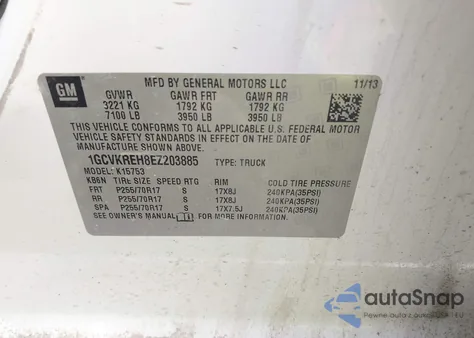 GM
MFD BY GENERAL MOTORS LLC 11/13
GVWR GAWR FRT GAWR RR
3221 KG 1792 KG 1792 KG
7100 LB 3950 LB 3950 LB
THIS VEHICLE CONFORMS TO ALL APPLICABLE U.S. FEDERAL MOTOR
VEHICLE SAFETY STANDARDS IN EFFECT ON THE DATE OF
MANUFACTURE SHOWN ABOVE.
1GCVKREH8EZ203885 TYPE: TRUCK
MODEL: K15753
KB6N TIRE SIZE SPEED RTG RIM COLD TIRE PRESSURE
FRT P255/70R17 S 17X8J 240KPA(35PSI)
RR P255/70R17 S 17X8J 240KPA(35PSI)
SPA P255/70R17 S 17X7.5J 240KPA(35PSI)
SEE OWNER'S MANUAL FOR MORE INFORMATION.
autoSnap
Pewne auto